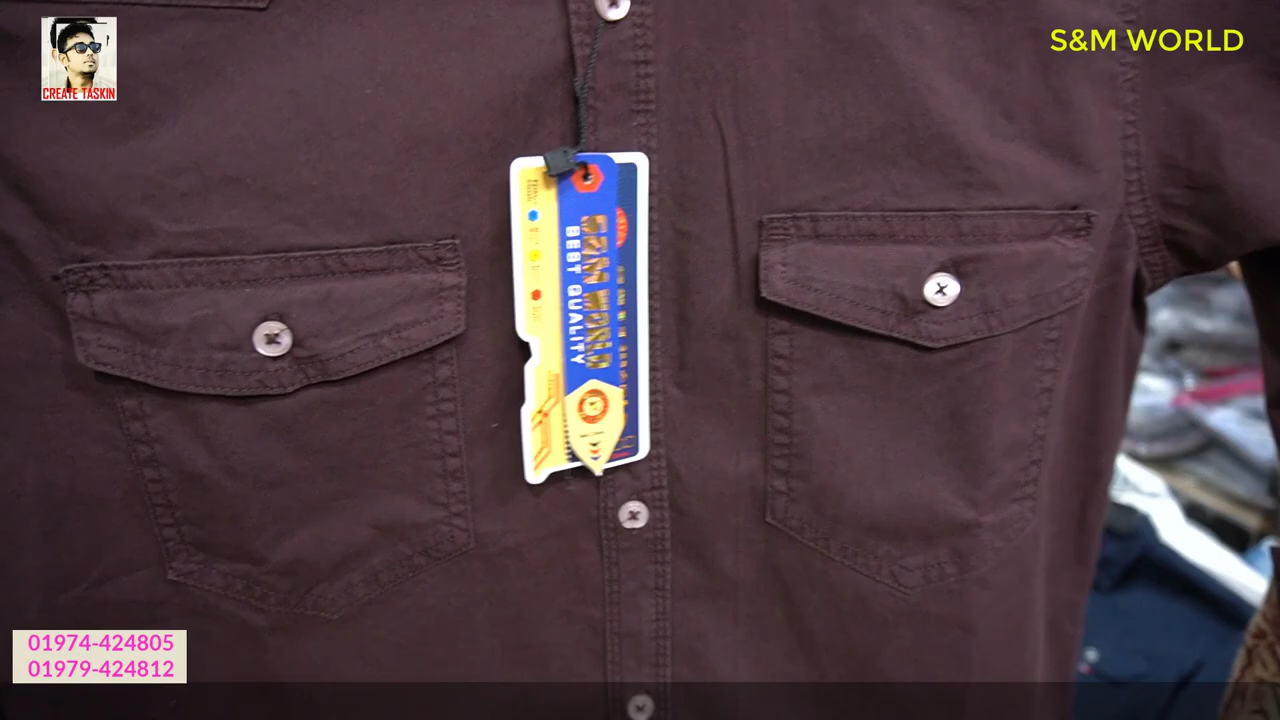 CREATE TASKIN
S&M WORLD
S&M WORLD
BEST QUALITY
01974-424805
01979-424812